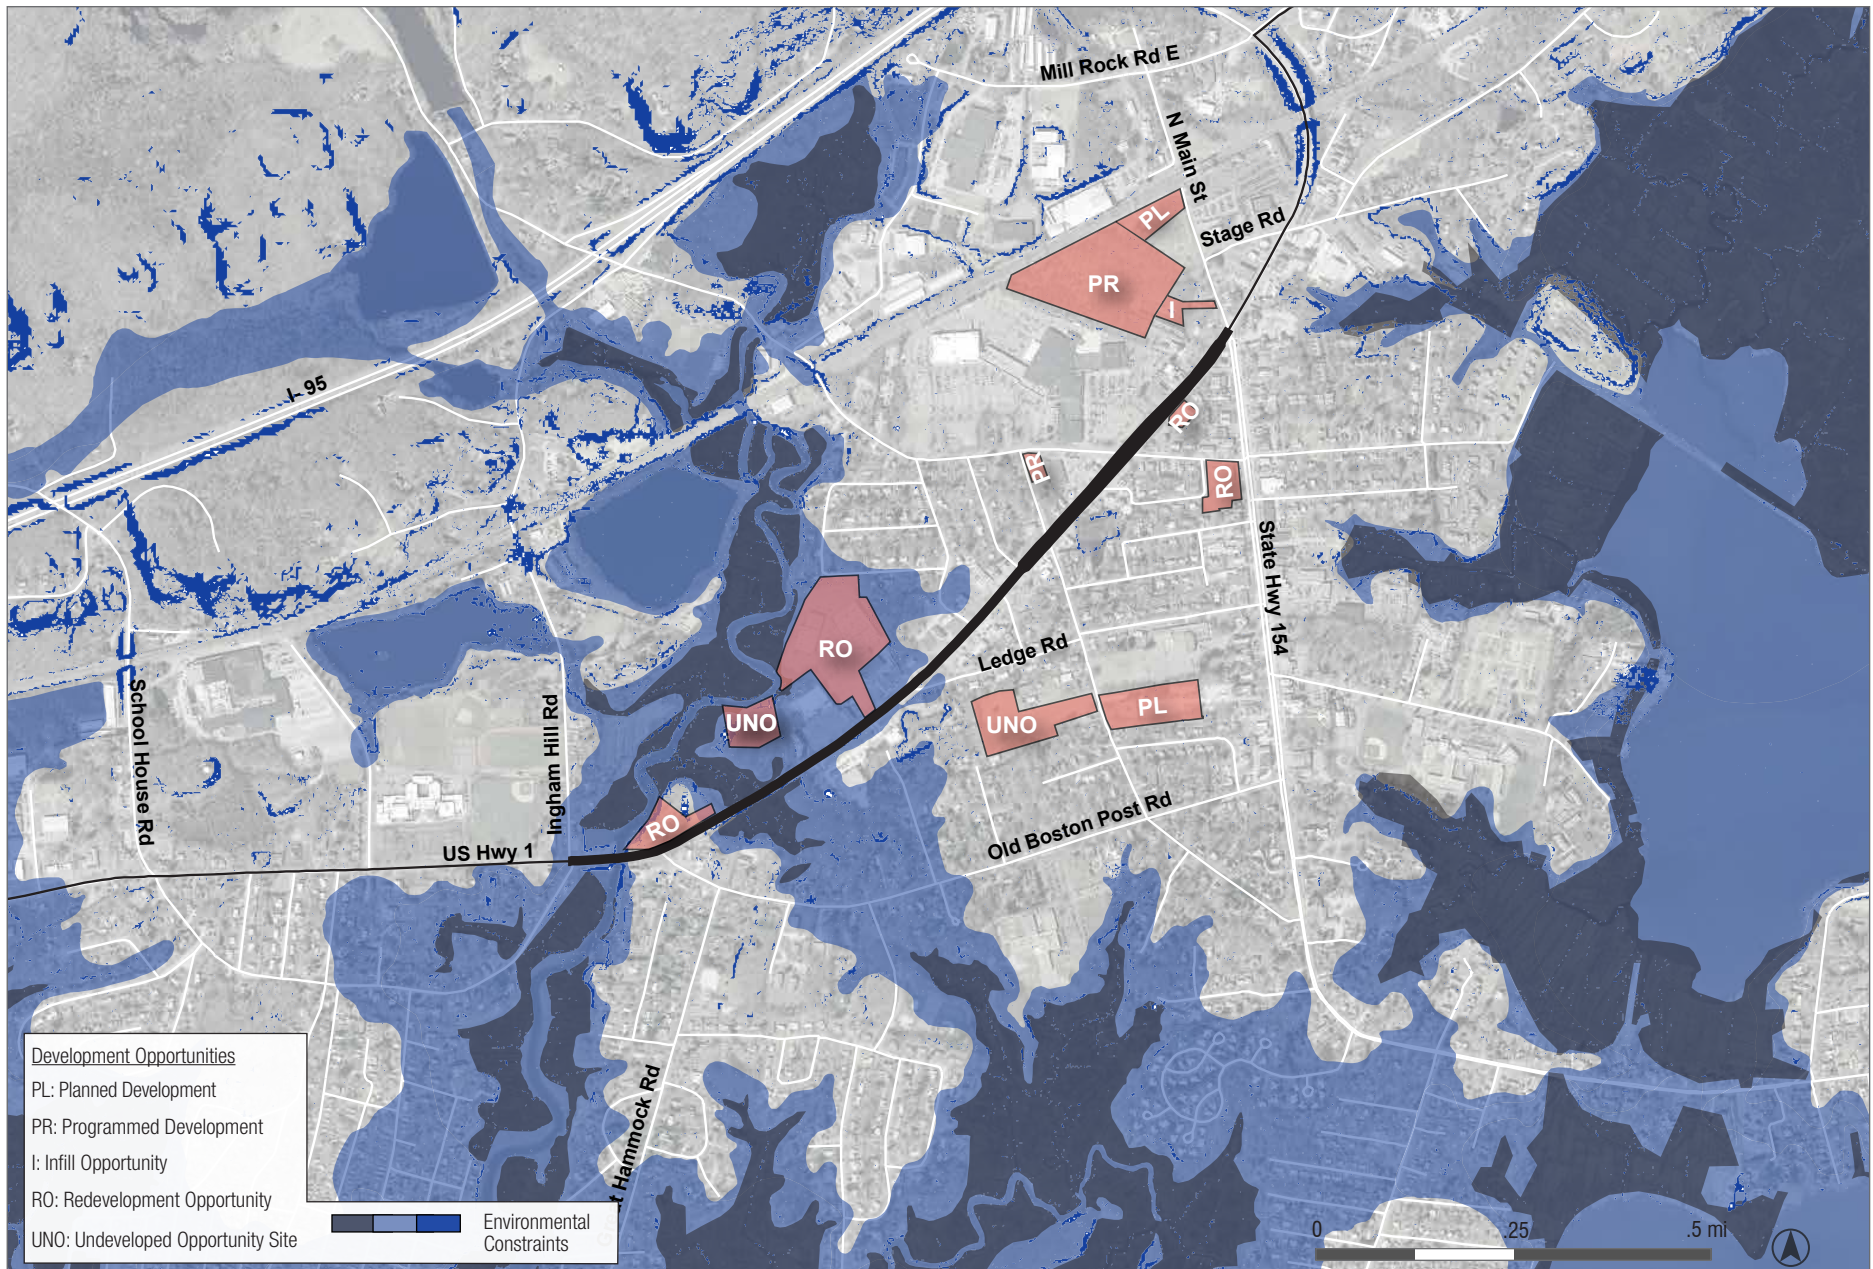 Mill Rock Rd E
N Main St
PL
Stage Rd
PR
I
I- 95
RO
PR
RO
State Hwy 154
RO
Ledge Rd
School House Rd
Ingham Hill Rd
UNO
UNO
PL
RO
Old Boston Post Rd
US Hwy 1
Hammock Rd
Development Opportunities
PL: Planned Development
PR: Programmed Development
I: Infill Opportunity
RO: Redevelopment Opportunity
UNO: Undeveloped Opportunity Site
Environmental
Constraints
0 .25 .5 mi